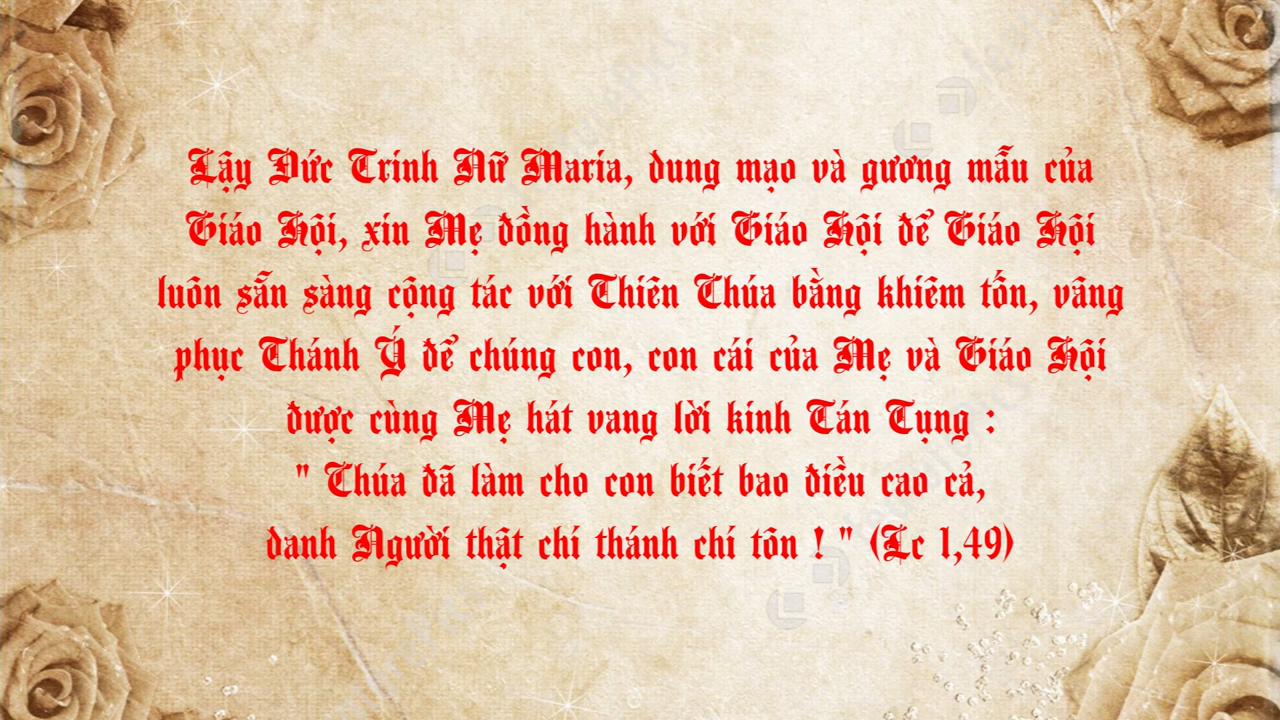 Lậy Đức Trinh Nữ Maria, dung mạo và gương mẫu của
Giáo Hội, xin Mẹ đồng hành với Giáo Hội để Giáo Hội
luôn sẵn sàng cộng tác với Thiên Chúa bằng khiêm tốn, vâng
phục Thánh Ý để chúng con, con cái của Mẹ và Giáo Hội
được cùng Mẹ hát vang lời kinh Tán Tụng :
" Chúa đã làm cho con biết bao điều cao cả,
danh Người thật chí thánh chí tôn ! " (Lc 1,49)